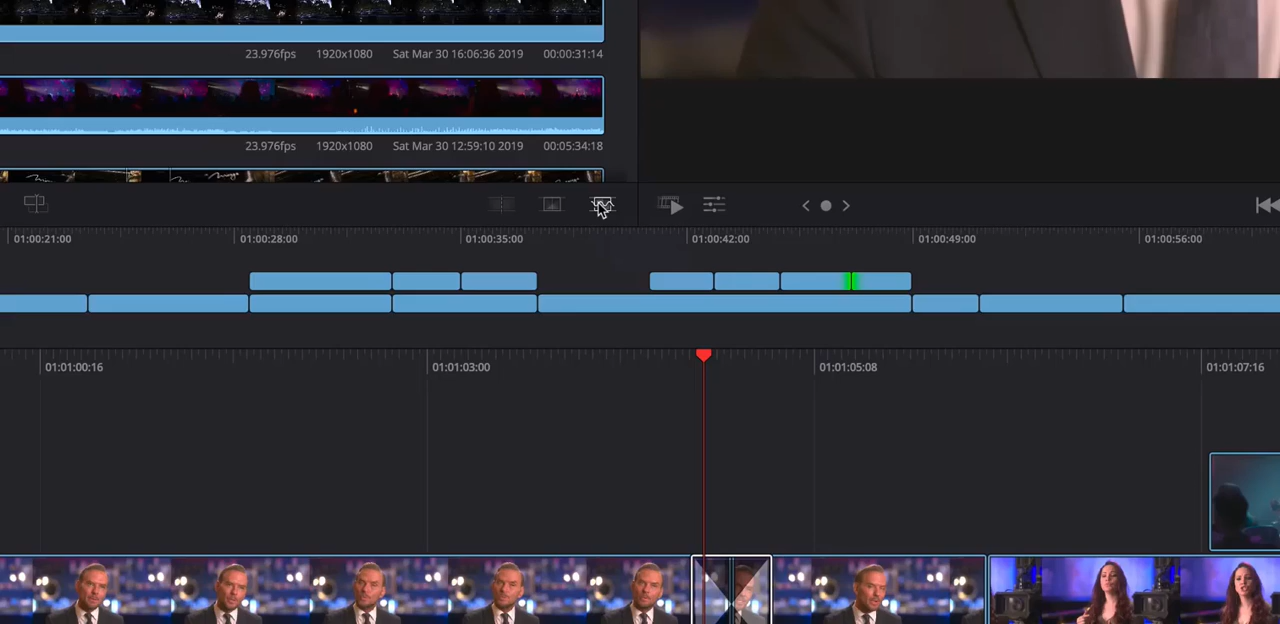 23.976fps 1920x1080 Sat Mar 30 16:06:36 2019 00:00:31:14
23.976fps 1920x1080 Sat Mar 30 12:59:10 2019 00:05:34:18
01:00:21:00 01:00:28:00 01:00:35:00 01:00:42:00 01:00:49:00 01:00:56:00
01:01:00:16 01:01:03:00 01:01:05:08 01:01:07:16